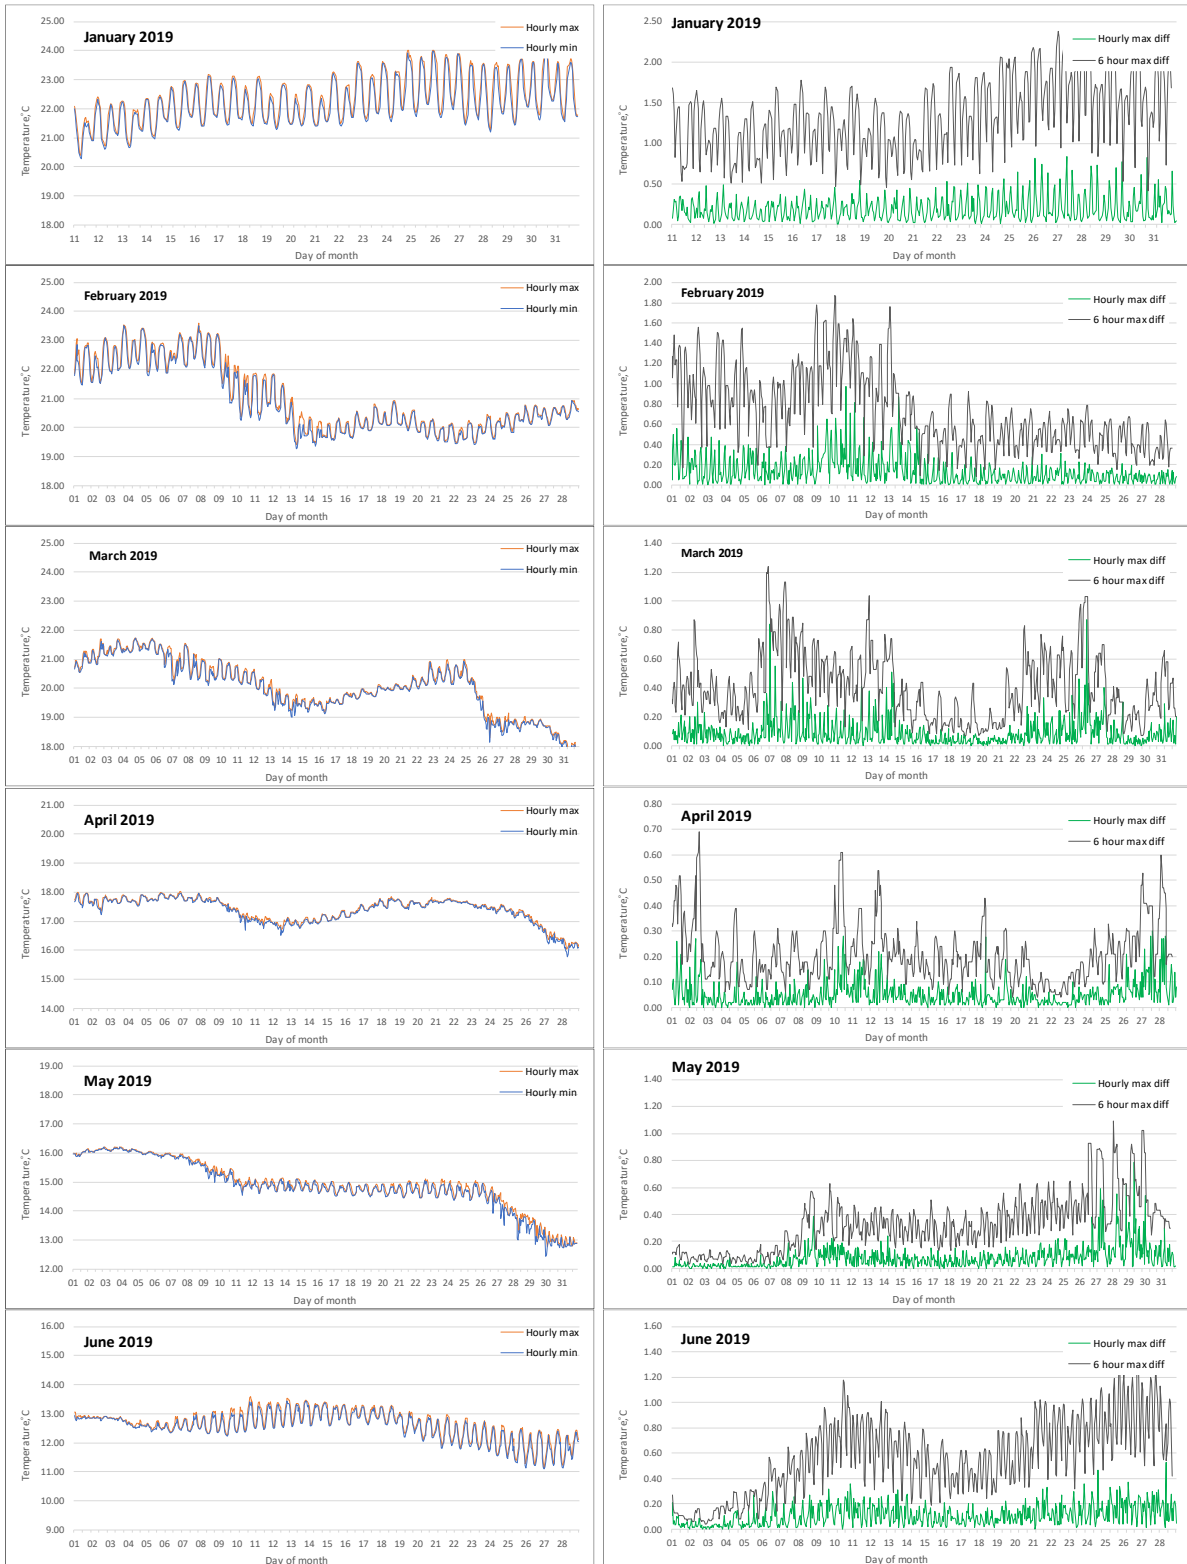 January 2019
Hourly max
Hourly min
Temperature,°C
25.00
24.00
23.00
22.00
21.00
20.00
19.00
18.00
11 12 13 14 15 16 17 18 19 20 21 22 23 24 25 26 27 28 29 30 31
Day of month
January 2019
Hourly max diff
6 hour max diff
Temperature,°C
2.50
2.00
1.50
1.00
0.50
0.00
11 12 13 14 15 16 17 18 19 20 21 22 23 24 25 26 27 28 29 30 31
Day of month
February 2019
Hourly max
Hourly min
Temperature,°C
25.00
24.00
23.00
22.00
21.00
20.00
19.00
18.00
01 02 03 04 05 06 07 08 09 10 11 12 13 14 15 16 17 18 19 20 21 22 23 24 25 26 27 28
Day of month
February 2019
Hourly max diff
6 hour max diff
Temperature,°C
2.00
1.80
1.60
1.40
1.20
1.00
0.80
0.60
0.40
0.20
0.00
01 02 03 04 05 06 07 08 09 10 11 12 13 14 15 16 17 18 19 20 21 22 23 24 25 26 27 28
Day of month
March 2019
Hourly max
Hourly min
Temperature,°C
25.00
24.00
23.00
22.00
21.00
20.00
19.00
18.00
01 02 03 04 05 06 07 08 09 10 11 12 13 14 15 16 17 18 19 20 21 22 23 24 25 26 27 28 29 30 31
Day of month
March 2019
Hourly max diff
6 hour max diff
Temperature,°C
1.40
1.20
1.00
0.80
0.60
0.40
0.20
0.00
01 02 03 04 05 06 07 08 09 10 11 12 13 14 15 16 17 18 19 20 21 22 23 24 25 26 27 28 29 30 31
Day of month
April 2019
Hourly max
Hourly min
Temperature,°C
21.00
20.00
19.00
18.00
17.00
16.00
15.00
14.00
01 02 03 04 05 06 07 08 09 10 11 12 13 14 15 16 17 18 19 20 21 22 23 24 25 26 27 28
Day of month
April 2019
Hourly max diff
6 hour max diff
Temperature,°C
0.80
0.70
0.60
0.50
0.40
0.30
0.20
0.10
0.00
01 02 03 04 05 06 07 08 09 10 11 12 13 14 15 16 17 18 19 20 21 22 23 24 25 26 27 28
Day of month
May 2019
Hourly max
Hourly min
Temperature,°C
19.00
18.00
17.00
16.00
15.00
14.00
13.00
12.00
01 02 03 04 05 06 07 08 09 10 11 12 13 14 15 16 17 18 19 20 21 22 23 24 25 26 27 28 29 30 31
Day of month
May 2019
Hourly max diff
6 hour max diff
Temperature,°C
1.40
1.20
1.00
0.80
0.60
0.40
0.20
0.00
01 02 03 04 05 06 07 08 09 10 11 12 13 14 15 16 17 18 19 20 21 22 23 24 25 26 27 28 29 30 31
Day of month
June 2019
Hourly max
Hourly min
Temperature,°C
16.00
15.00
14.00
13.00
12.00
11.00
10.00
9.00
01 02 03 04 05 06 07 08 09 10 11 12 13 14 15 16 17 18 19 20 21 22 23 24 25 26 27 28
Day of month
June 2019
Hourly max diff
6 hour max diff
Temperature,°C
1.60
1.40
1.20
1.00
0.80
0.60
0.40
0.20
0.00
01 02 03 04 05 06 07 08 09 10 11 12 13 14 15 16 17 18 19 20 21 22 23 24 25 26 27 28
Day of month